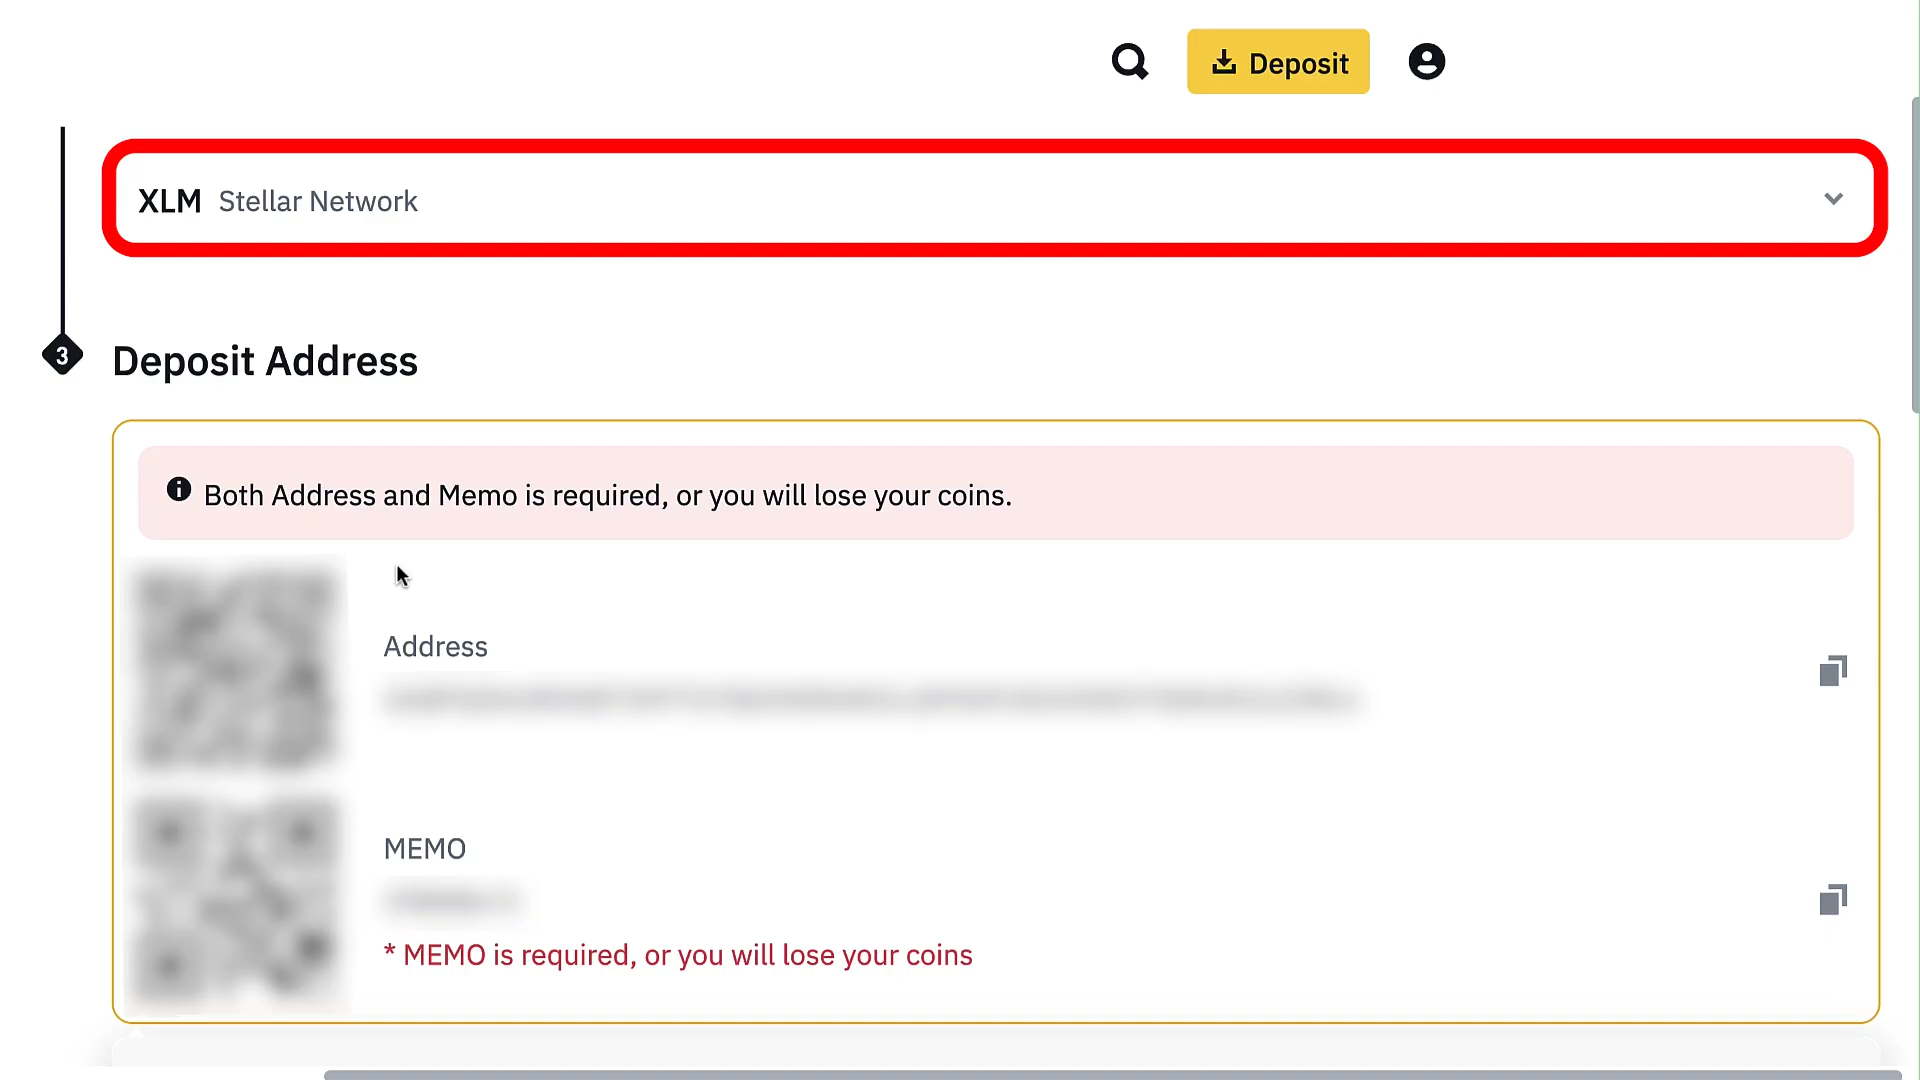 Deposit
XLM Stellar Network
3 Deposit Address
Both Address and Memo is required, or you will lose your coins.
Address
MEMO
* MEMO is required, or you will lose your coins